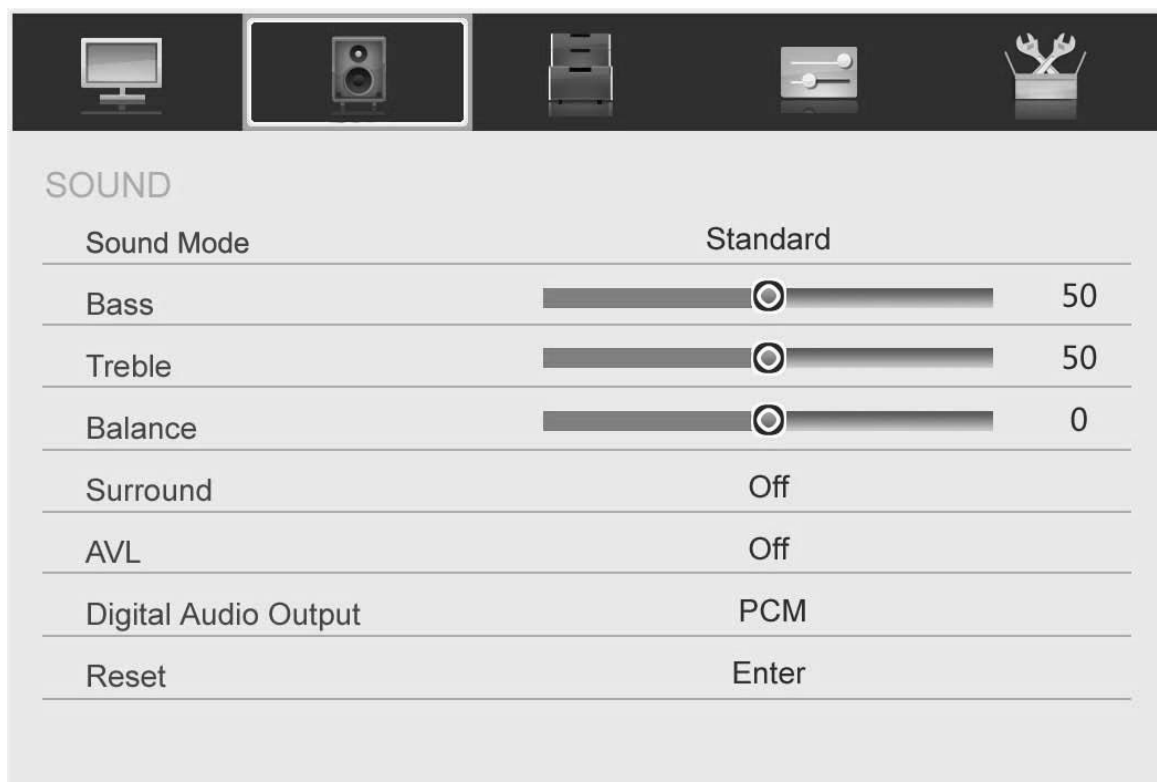 SOUND
Sound Mode Standard
Bass 50
Treble 50
Balance 0
Surround Off
AVL Off
Digital Audio Output PCM
Reset Enter